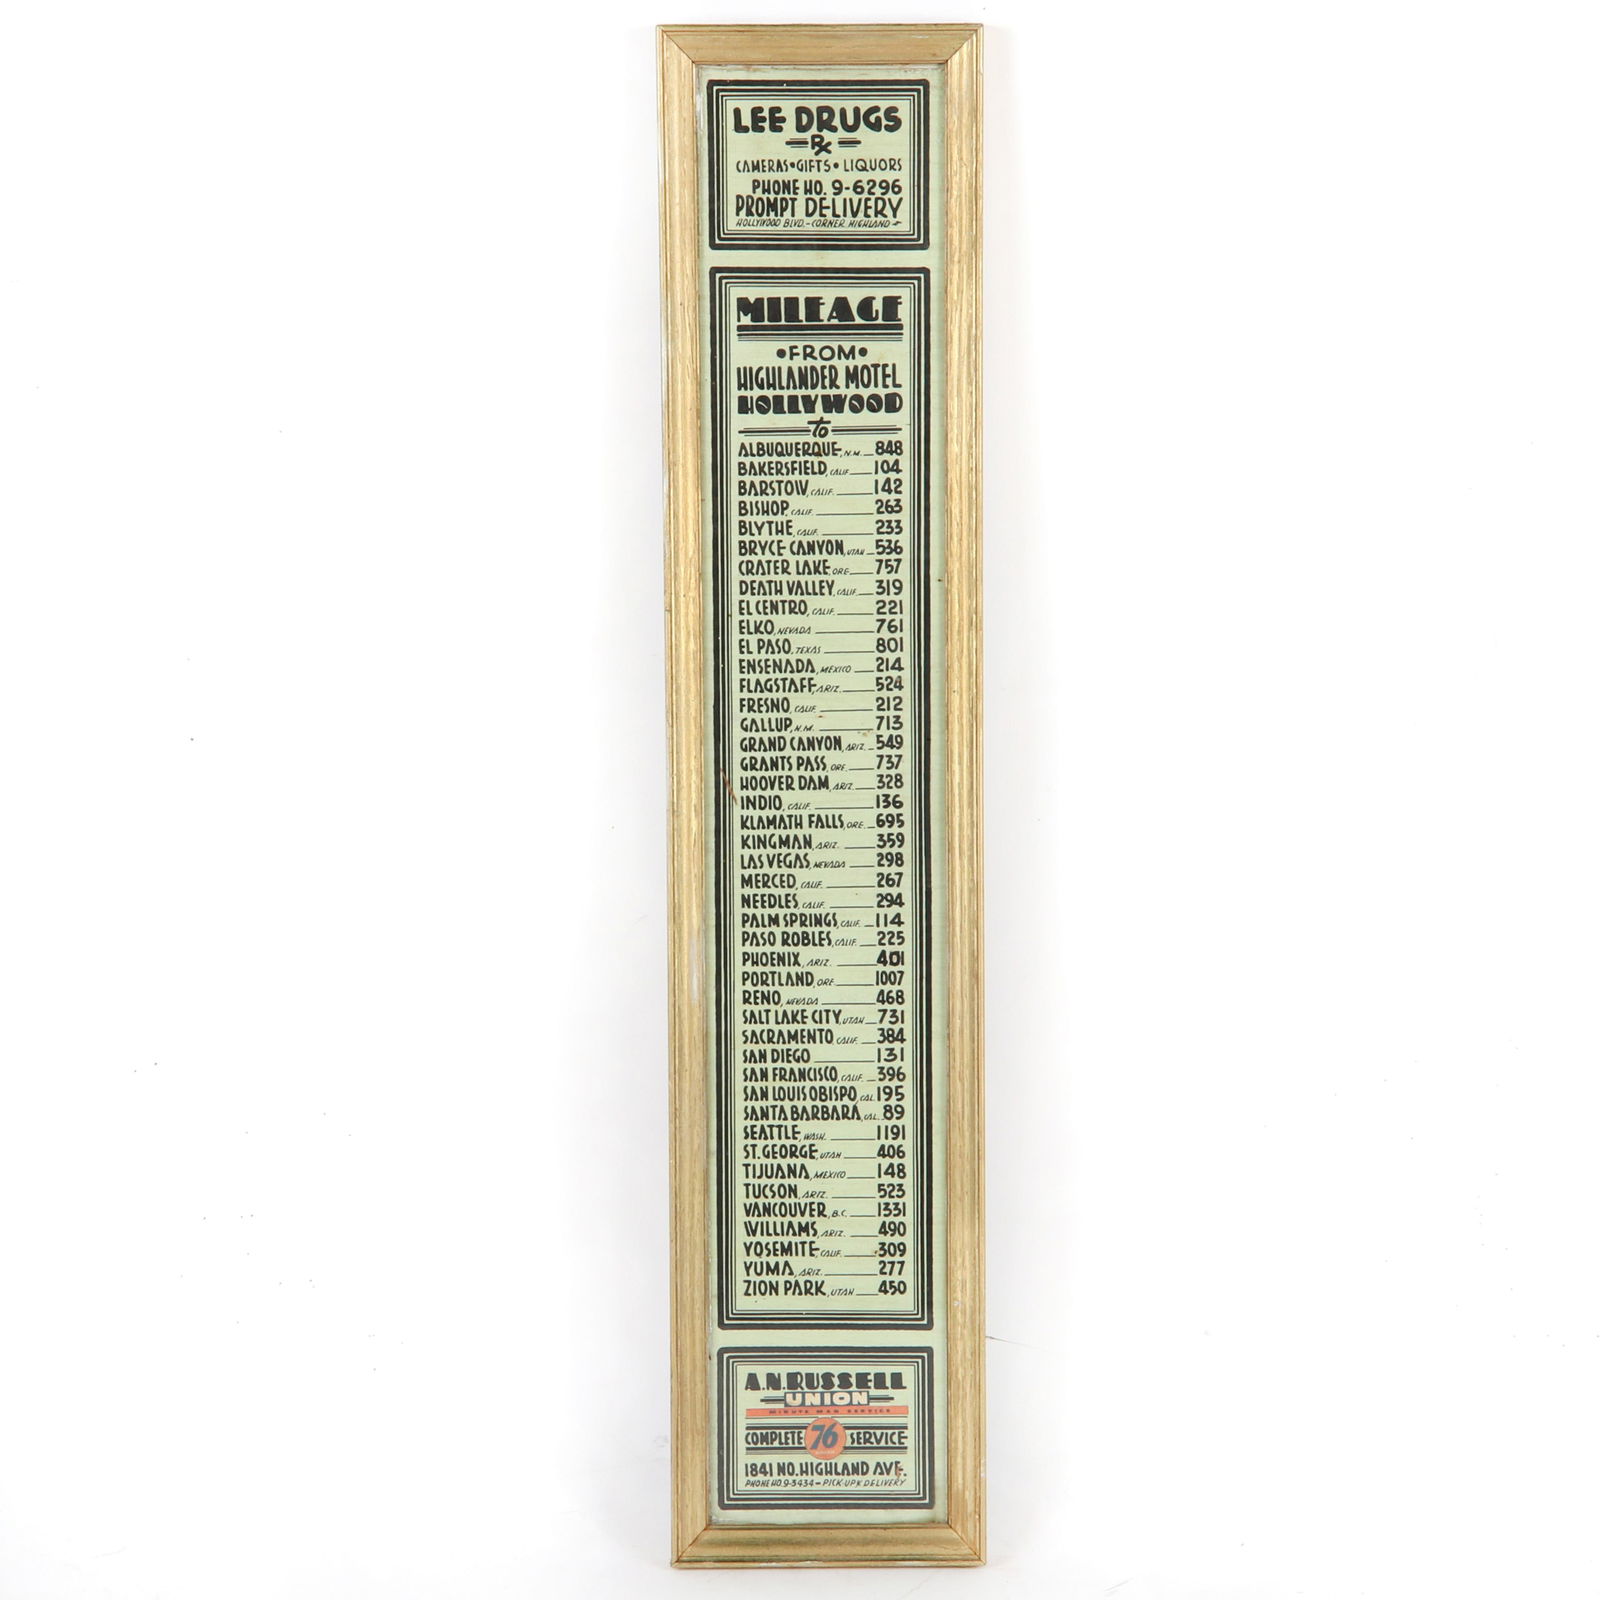 LEE DRUGS
Rx
CAMERAS•GIFTS•LIQUORS
PHONE HO. 9-6296
PROMPT DELIVERY
HOLLYWOOD BLVD.-CORNER HIGHLAND
MILEAGE
•FROM•
HIGHLANDER MOTEL
HOLLYWOOD
to
ALBUQUERQUE, N.M. 848
BAKERSFIELD, CALIF. 104
BARSTOW, CALIF. 142
BISHOP, CALIF. 263
BLYTHE, CALIF. 233
BRYCE CANYON, UTAH 536
CRATER LAKE, ORE. 757
DEATH VALLEY, CALIF. 319
EL CENTRO, CALIF. 221
ELKO, NEVADA 761
EL PASO, TEXAS 801
ENSENADA, MEXICO 214
FLAGSTAFF, ARIZ. 524
FRESNO, CALIF. 212
GALLUP, N.M. 713
GRAND CANYON, ARIZ. 549
GRANTS PASS, ORE. 737
HOOVER DAM, ARIZ. 328
INDIO, CALIF. 136
KLAMATH FALLS, ORE. 695
KINGMAN, ARIZ. 359
LAS VEGAS, NEVADA 298
MERCED, CALIF. 267
NEEDLES, CALIF. 294
PALM SPRINGS, CALIF. 114
PASO ROBLES, CALIF. 225
PHOENIX, ARIZ. 401
PORTLAND, ORE. 1007
RENO, NEVADA 468
SALT LAKE CITY, UTAH 731
SACRAMENTO, CALIF. 384
SAN DIEGO 131
SAN FRANCISCO, CALIF. 396
SAN LOUIS OBISPO, CAL. 195
SANTA BARBARA, CAL. 89
SEATTLE, WASH. 1191
ST. GEORGE, UTAH 406
TIJUANA, MEXICO 148
TUCSON, ARIZ. 523
VANCOUVER, B.C. 1331
WILLIAMS, ARIZ. 490
YOSEMITE, CALIF. 309
YUMA, ARIZ. 277
ZION PARK, UTAH 450
A.N. RUSSELL
UNION
MINUTE MAN SERVICE
COMPLETE 76 SERVICE
1841 NO. HIGHLAND AVE.
PHONE HO. 9-3434 - PICK-UP & DELIVERY